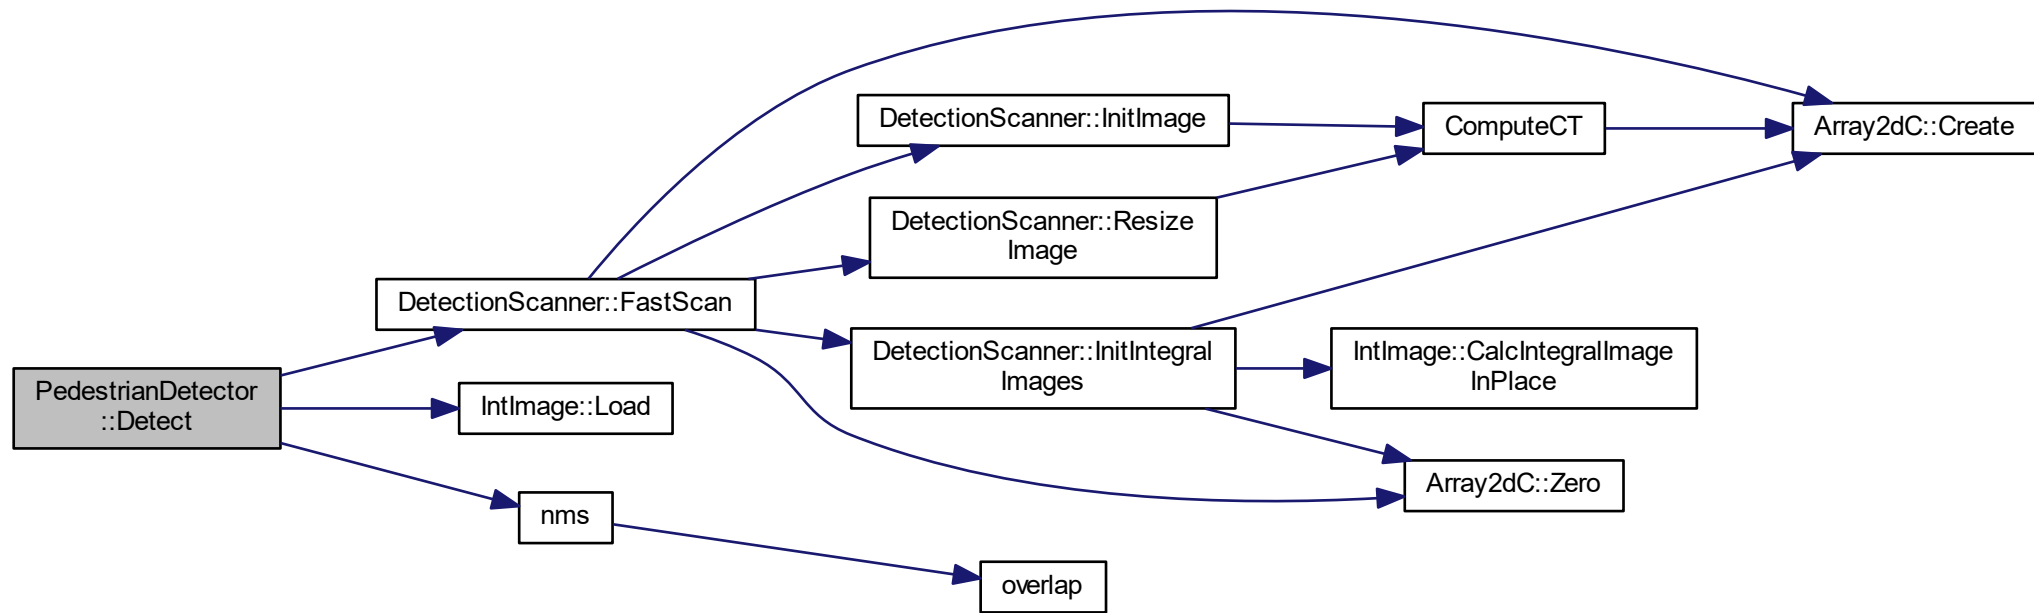 PedestrianDetector
::Detect
DetectionScanner::FastScan
IntImage::Load
nms
DetectionScanner::InitImage
DetectionScanner::Resize
Image
DetectionScanner::InitIntegral
Images
overlap
ComputeCT
IntImage::CalcIntegralImage
InPlace
Array2dC::Zero
Array2dC::Create